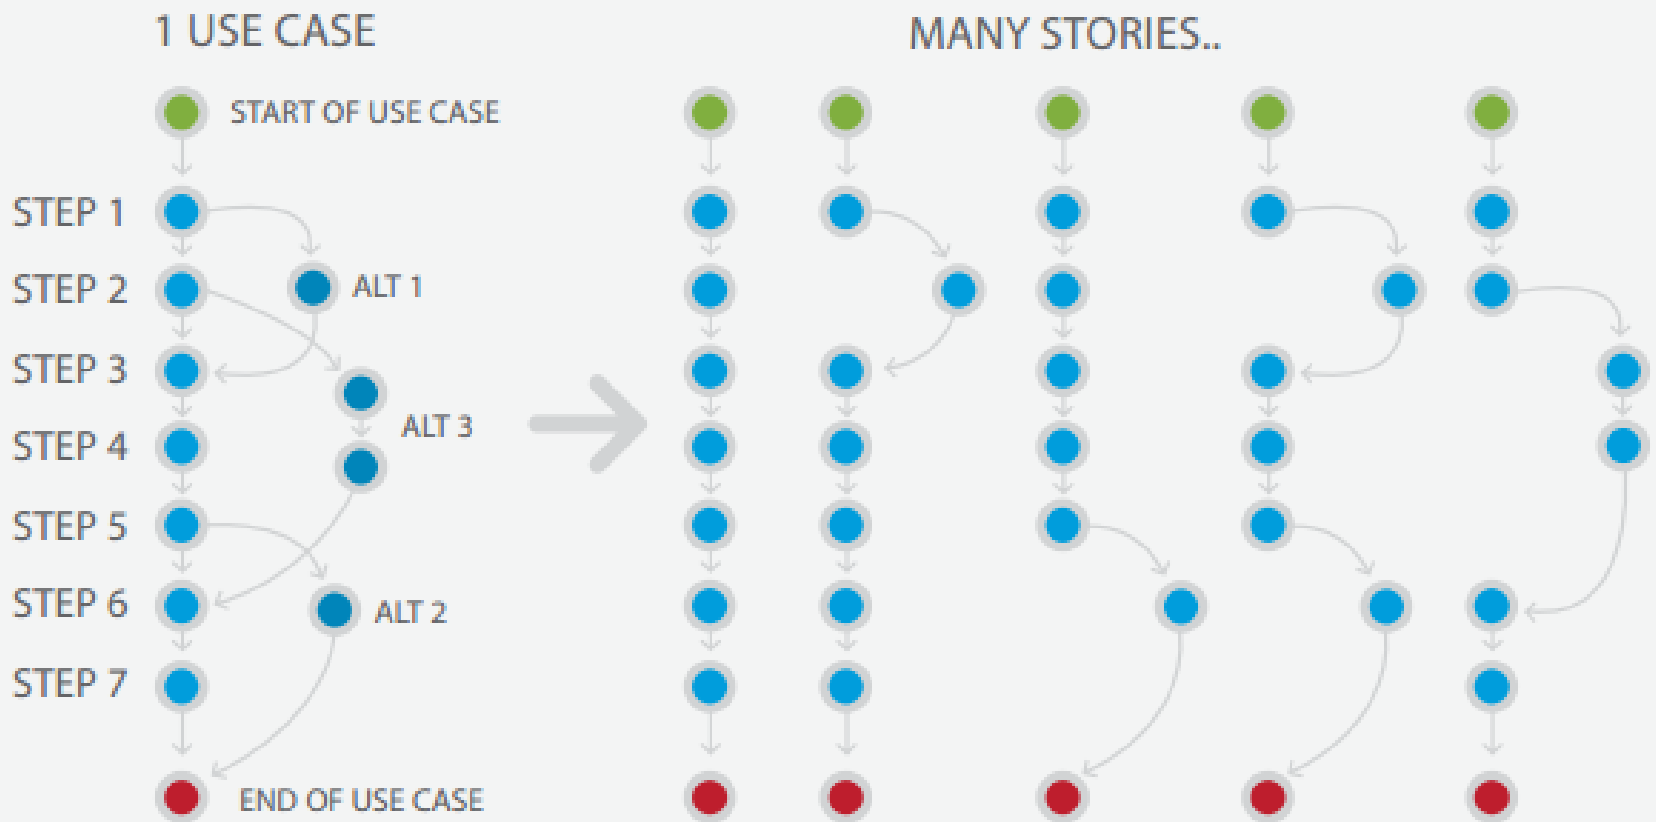 1 USE CASE
MANY STORIES..
START OF USE CASE
STEP 1
STEP 2
ALT 1
STEP 3
STEP 4
ALT 3
STEP 5
STEP 6
ALT 2
STEP 7
END OF USE CASE